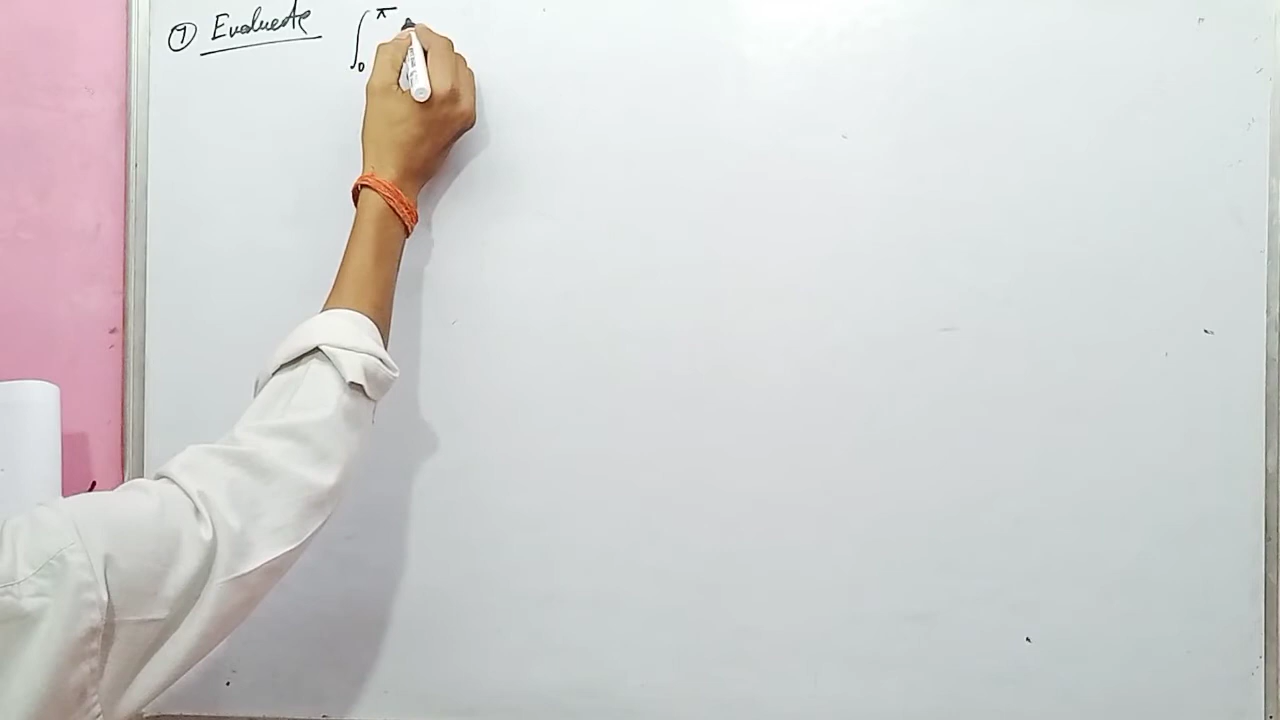 ⑦ Evaluate ∫₀^π